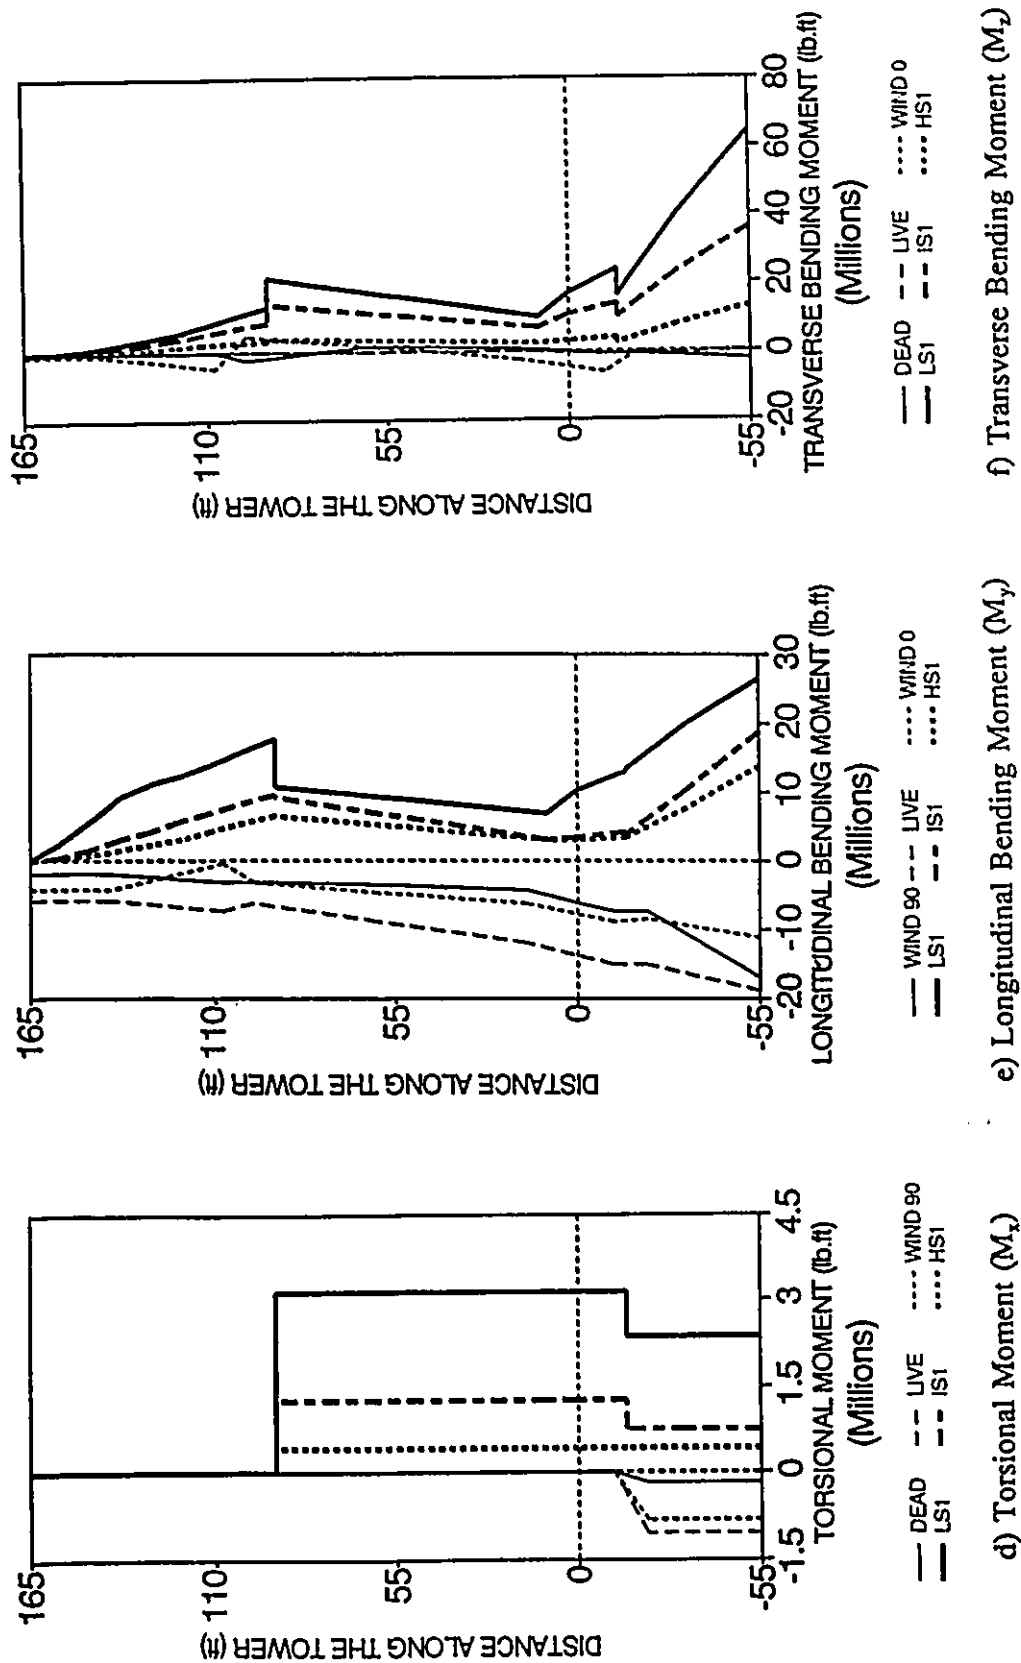 165
110
55
0
-55
DISTANCE ALONG THE TOWER (ft)
-1.5 0 1.5 3 4.5
TORSIONAL MOMENT (lb.ft)
(Millions)
DEAD LIVE WIND 90
LS1 IS1 HS1
d) Torsional Moment (Mₓ)
165
110
55
0
-55
DISTANCE ALONG THE TOWER (ft)
-20 -10 0 10 20 30
LONGITUDINAL BENDING MOMENT (lb.ft)
(Millions)
WIND 90 LIVE WIND 0
LS1 IS1 HS1
e) Longitudinal Bending Moment (Mᵧ)
165
110
55
0
-55
DISTANCE ALONG THE TOWER (ft)
-20 0 20 40 60 80
TRANSVERSE BENDING MOMENT (lb.ft)
(Millions)
DEAD LIVE WIND 0
LS1 IS1 HS1
f) Transverse Bending Moment (M_z)